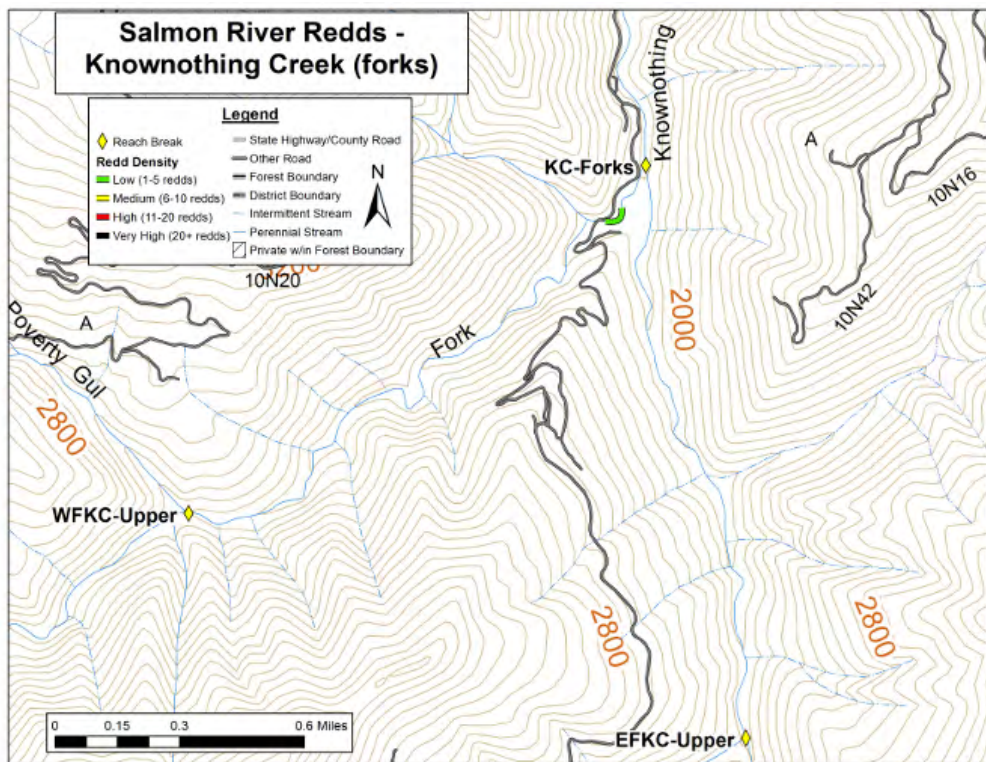 Salmon River Redds -
Knownothing Creek (forks)
Legend
Reach Break
Redd Density
Low (1-5 redds)
Medium (6-10 redds)
High (11-20 redds)
Very High (20+ redds)
State Highway/County Road
Other Road
Forest Boundary
District Boundary
Intermittent Stream
Perennial Stream
Private w/in Forest Boundary
N
Knownothing
KC-Forks
A
10N16
10N20
10N42
2000
A
Poverty Gul
Fork
2800
WFKC-Upper
2800
2800
0 0.15 0.3 0.6 Miles
EFKC-Upper